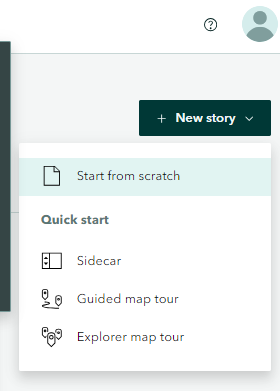 + New story
Start from scratch
Quick start
Sidecar
Guided map tour
Explorer map tour